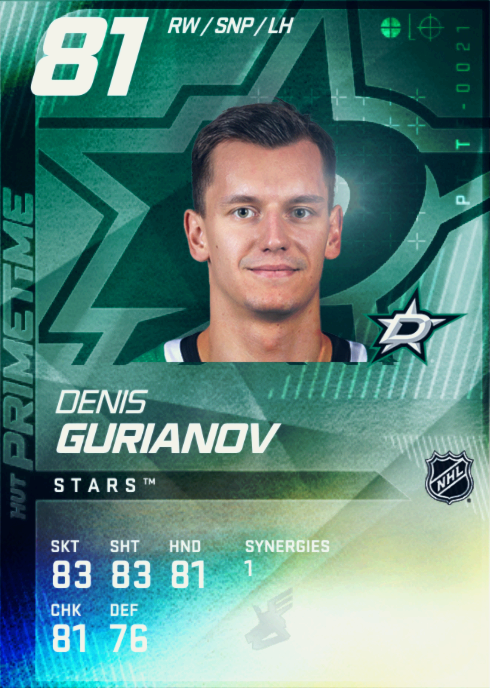 81
RW / SNP / LH
PT - 0021
HUT PRIMETIME
D
DENIS
GURIANOV
STARS™
NHL
SKT SHT HND SYNERGIES
83 83 81 1
CHK DEF
81 76